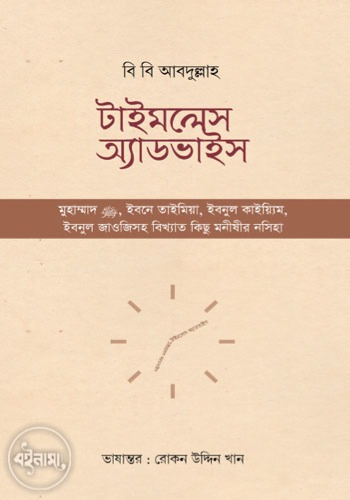 বি বি আবদুল্লাহ
টাইমলেস
অ্যাডভাইস
মুহাম্মাদ ﷺ, ইবনে তাইমিয়া, ইবনুল কাইয়্যিম,
ইবনুল জাওজিসহ বিখ্যাত কিছু মনীষীর নসিহা
বইনামা
ভাষান্তর : রোকন উদ্দিন খান